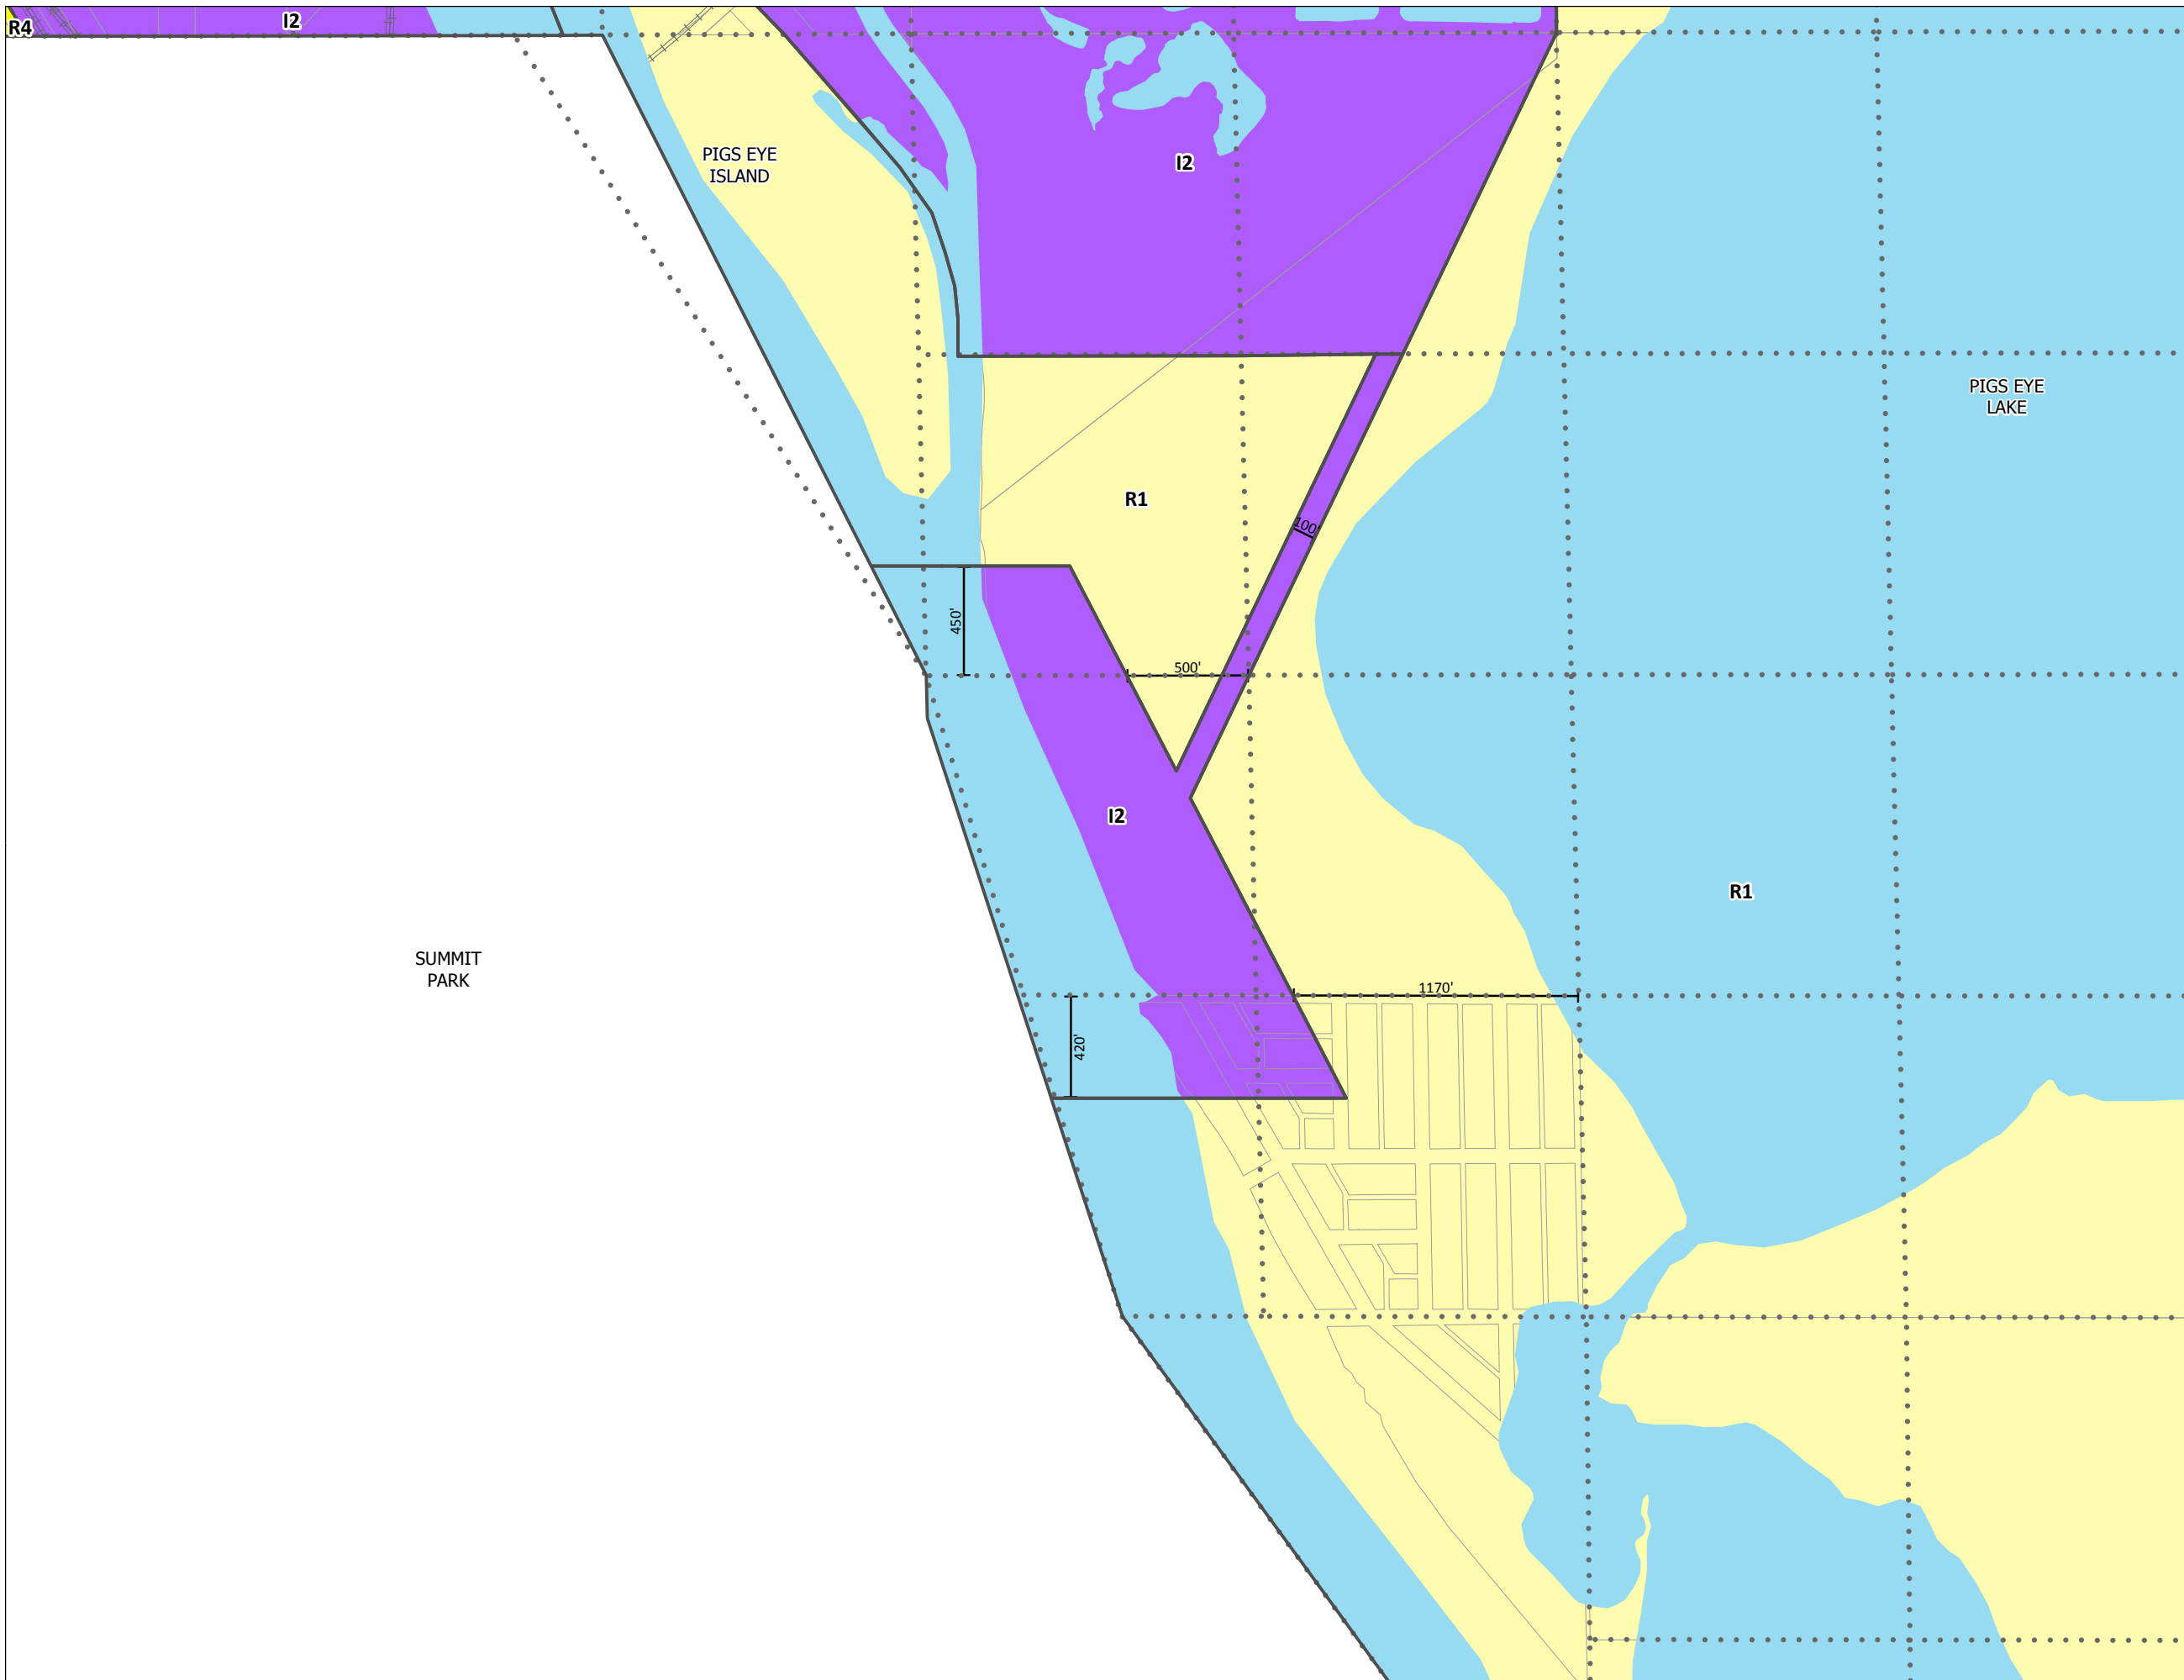 R4
I2
PIGS EYE
ISLAND
I2
PIGS EYE
LAKE
R1
100'
450'
500'
I2
R1
SUMMIT
PARK
1170'
420'